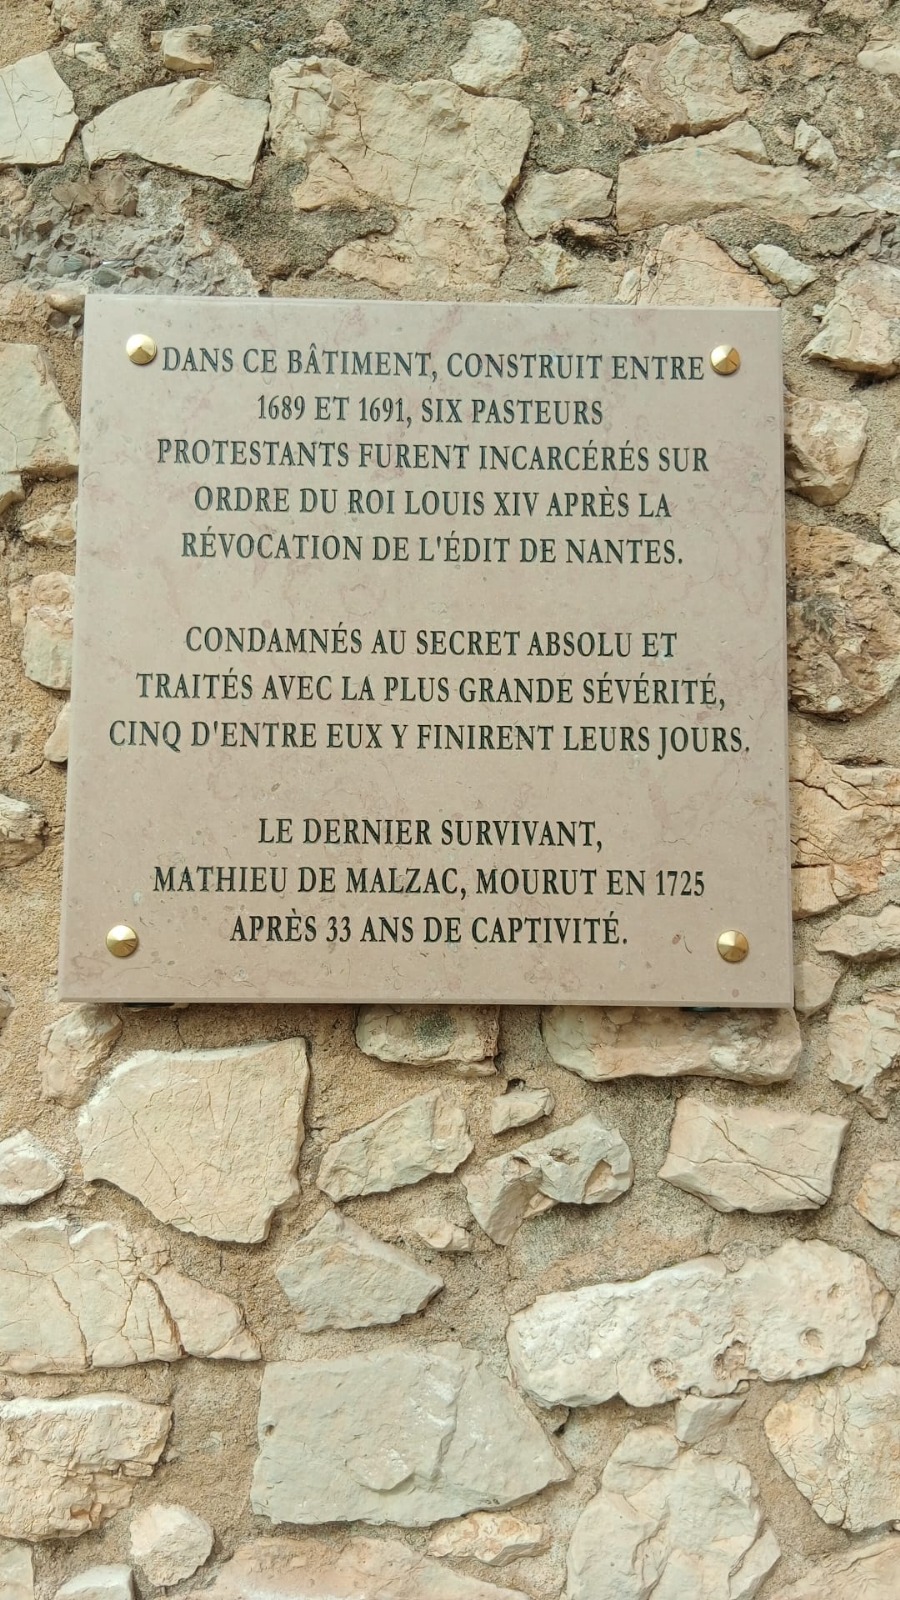 DANS CE BÂTIMENT, CONSTRUIT ENTRE
1689 ET 1691, SIX PASTEURS
PROTESTANTS FURENT INCARCÉRÉS SUR
ORDRE DU ROI LOUIS XIV APRÈS LA
RÉVOCATION DE L'ÉDIT DE NANTES.
CONDAMNÉS AU SECRET ABSOLU ET
TRAITÉS AVEC LA PLUS GRANDE SÉVÉRITÉ,
CINQ D'ENTRE EUX Y FINIRENT LEURS JOURS.
LE DERNIER SURVIVANT,
MATHIEU DE MALZAC, MOURUT EN 1725
APRÈS 33 ANS DE CAPTIVITÉ.